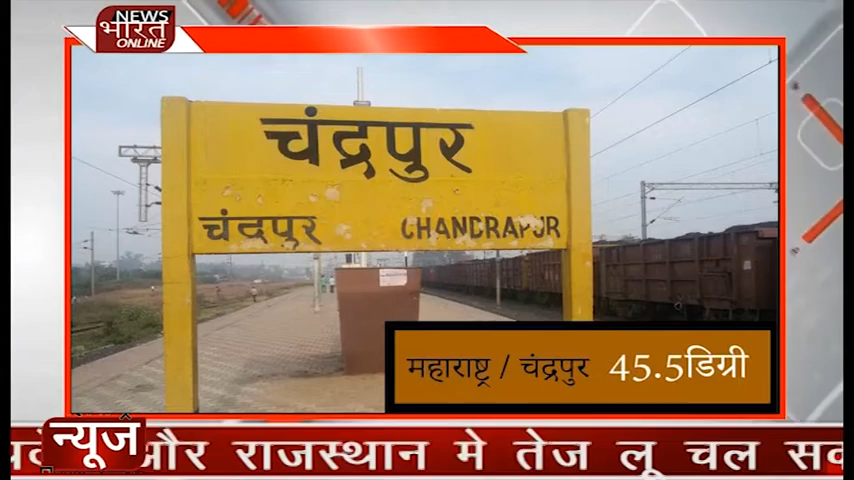 NEWS
भारत
ONLINE
चंद्रपुर
चंद्रपुर CHANDRAPUR
महाराष्ट्र / चंद्रपुर 45.5डिग्री
न्यूज़ और राजस्थान मे तेज लू चल